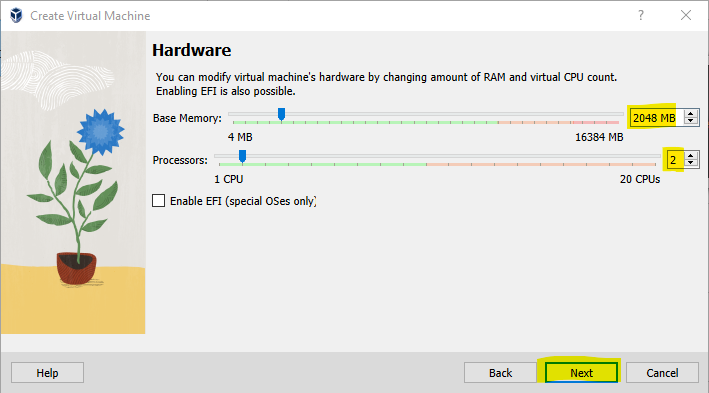 Create Virtual Machine
?
Hardware
You can modify virtual machine's hardware by changing amount of RAM and virtual CPU count.
Enabling EFI is also possible.
Base Memory:
2048 MB
4 MB
16384 MB
Processors:
2
1 CPU
20 CPUs
Enable EFI (special OSes only)
Help
Back
Next
Cancel